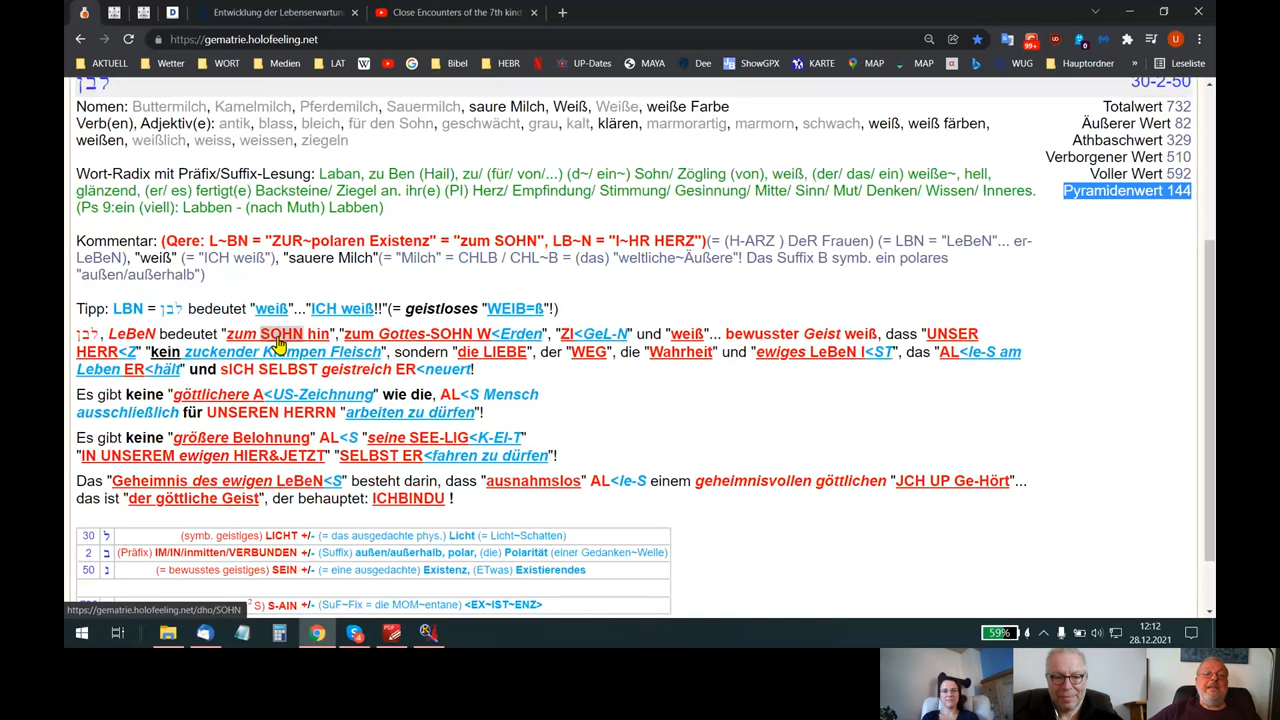 Entwicklung der Lebenserwartun
Close Encounters of the 7th kind
https://gematrie.holofeeling.net
AKTUELL Wetter WORT Medien LAT Bibel HEBR UP-Dates MAYA Dee ShowGPX KARTE MAP MAP WUG Hauptordner Leseliste
לבן 30-2-50
Nomen: Buttermilch, Kamelmilch, Pferdemilch, Sauermilch, saure Milch, Weiß, Weiße, weiße Farbe
Totalwert 732
Verb(en), Adjektiv(e): antik, blass, bleich, für den Sohn, geschwächt, grau, kalt, klären, marmorartig, marmorn, schwach, weiß, weiß färben,
Äußerer Wert 82
weißen, weißlich, weiss, weissen, ziegeln
Athbaschwert 329
Verborgener Wert 510
Wort-Radix mit Präfix/Suffix-Lesung: Laban, zu Ben (Hail), zu/ (für/ von/...) (d~/ ein~) Sohn/ Zögling (von), weiß, (der/ das/ ein) weiße~, hell,
Voller Wert 592
glänzend, (er/ es) fertigt(e) Backsteine/ Ziegel an. ihr(e) (Pl) Herz/ Empfindung/ Stimmung/ Gesinnung/ Mitte/ Sinn/ Mut/ Denken/ Wissen/ Inneres.
Pyramidenwert 144
(Ps 9:ein (viell): Labben - (nach Muth) Labben)
Kommentar: (Qere: L~BN = "ZUR~polaren Existenz" = "zum SOHN", LB~N = "I~HR HERZ")(= (H-ARZ ) DeR Frauen) (= LBN = "LeBeN"... er-
LeBeN), "weiß" (= "ICH weiß"), "sauere Milch"(= "Milch" = CHLB / CHL~B = (das) "weltliche~Äußere"! Das Suffix B symb. ein polares
"außen/außerhalb")
Tipp: LBN = לבן bedeutet "weiß"..."ICH weiß!!"(= geistloses "WEIB=ß"!)
לבן, LeBeN bedeutet "zum SOHN hin","zum Gottes-SOHN W<Erden", "ZI<GeL-N" und "weiß"... bewusster Geist weiß, dass "UNSER
HERR<Z" "kein zuckender Klumpen Fleisch", sondern "die LIEBE", der "WEG", die "Wahrheit" und "ewiges LeBeN I<ST", das "AL<le-S am
Leben ER<hält" und sICH SELBST geistreich ER<neuert!
Es gibt keine "göttlichere A<US-Zeichnung" wie die, AL<S Mensch
ausschließlich für UNSEREN HERRN "arbeiten zu dürfen"!
Es gibt keine "größere Belohnung" AL<S "seine SEE-LIG<K-EI-T"
"IN UNSEREM ewigen HIER&JETZT" "SELBST ER<fahren zu dürfen"!
Das "Geheimnis des ewigen LeBeN<S" besteht darin, dass "ausnahmslos" AL<le-S einem geheimnisvollen göttlichen "JCH UP Ge-Hört"...
das ist "der göttliche Geist", der behauptet: ICHBINDU !
30 ל (symb. geistiges) LICHT +/- (= das ausgedachte phys.) Licht (= Licht~Schatten)
2 ב (Präfix) IM/IN/inmitten/VERBUNDEN +/- (Suffix) außen/außerhalb, polar, (die) Polarität (einer Gedanken~Welle)
50 נ (= bewusstes geistiges) SEIN +/- (= eine ausgedachte) Existenz, (ETwas) Existierendes
S) S-AIN +/- (SuF~Fix = die MOM~entane) <EX~IST~ENZ>
https://gematrie.holofeeling.net/dho/SOHN
59% 12:12
28.12.2021